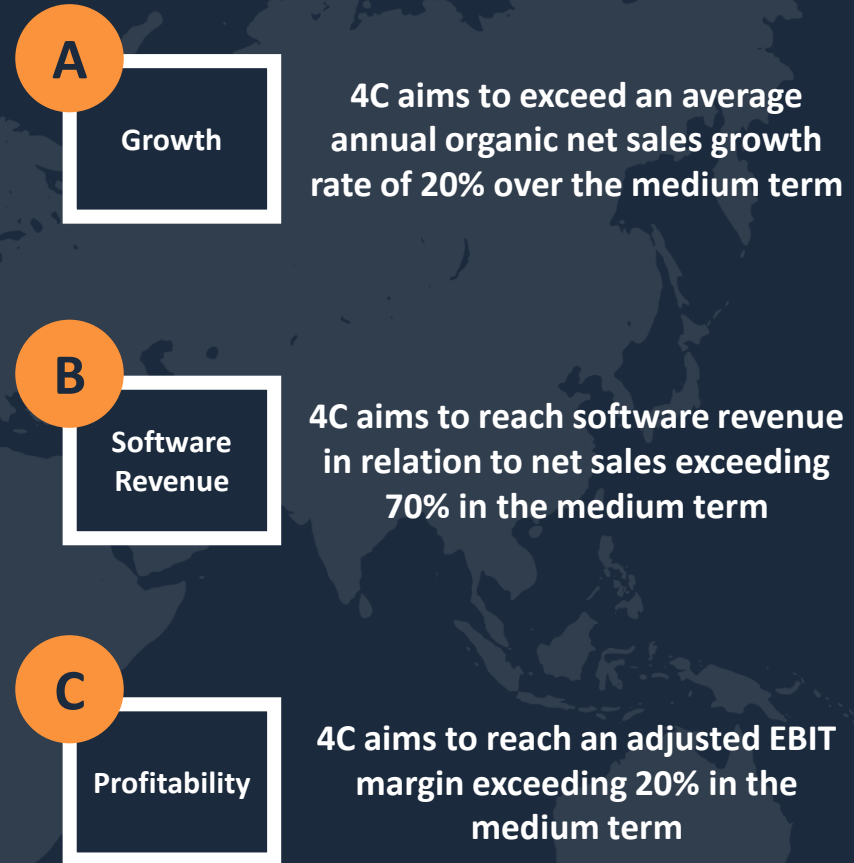 A
Growth
4C aims to exceed an average
annual organic net sales growth
rate of 20% over the medium term
B
Software
Revenue
4C aims to reach software revenue
in relation to net sales exceeding
70% in the medium term
C
Profitability
4C aims to reach an adjusted EBIT
margin exceeding 20% in the
medium term